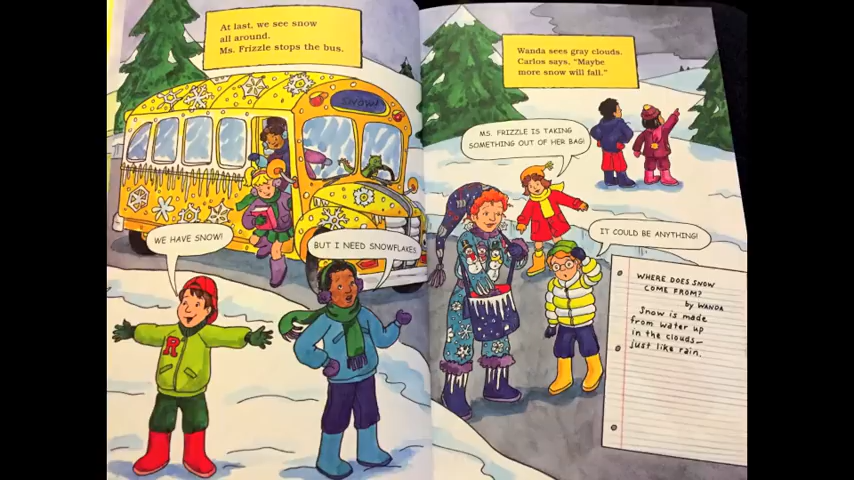 At last, we see snow
all around.
Ms. Frizzle stops the bus.
SNOW!
WE HAVE SNOW!
BUT I NEED SNOWFLAKES.
R
Wanda sees gray clouds.
Carlos says, "Maybe
more snow will fall."
MS. FRIZZLE IS TAKING
SOMETHING OUT OF HER BAG!
IT COULD BE ANYTHING!
WHERE DOES SNOW
COME FROM?
by WANDA
Snow is made
from water up
in the clouds—
just like rain.